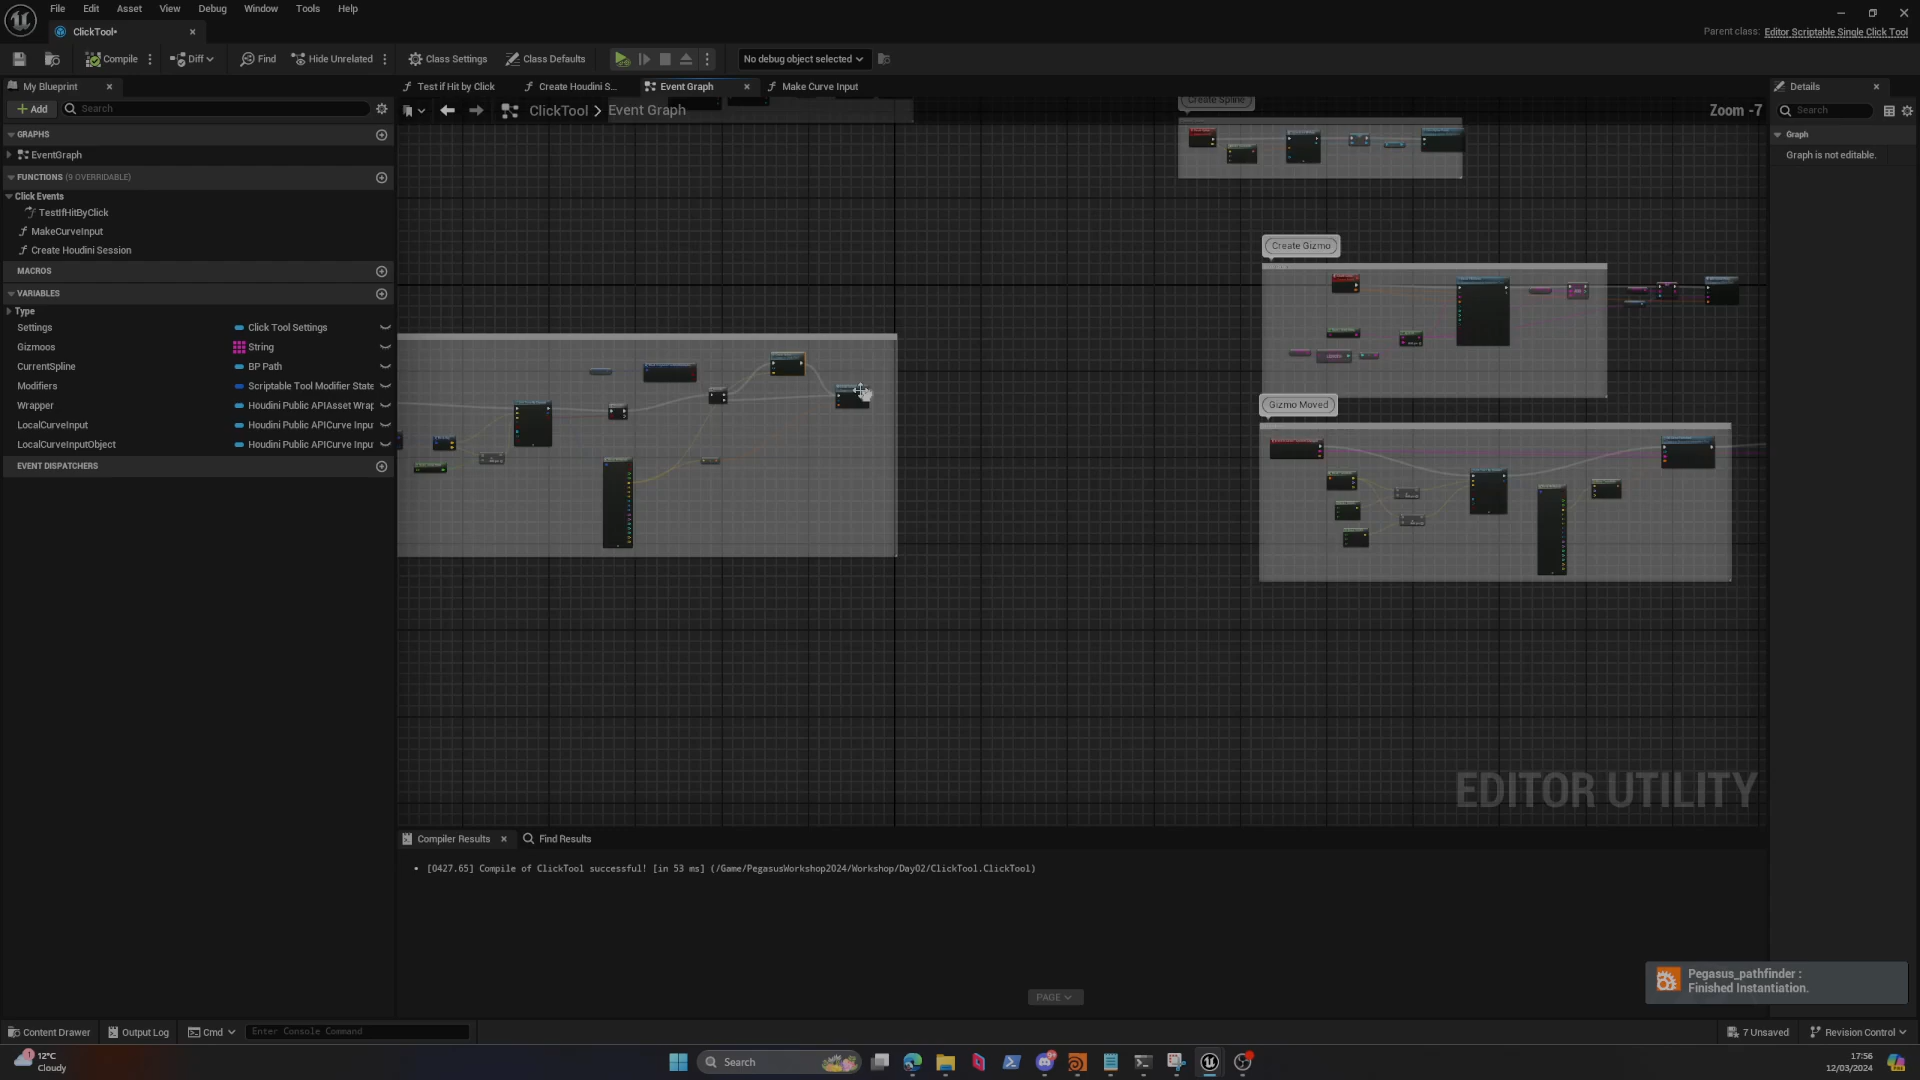 File Edit Asset View Window Debug Tools Help
ClickTool•
Parent class: Editor Scriptable Single Click Tool
Compile Diff Find Hide Unrelated Class Settings Class Defaults No debug object selected
My Blueprint
Test if Hit by Click
Create Houdini S...
Event Graph
Make Curve Input
Details
Add Search
ClickTool > Event Graph
Zoom -7
Search
GRAPHS
EventGraph
FUNCTIONS (9 OVERRIDABLE)
Click Events
TestIfHitByClick
MakeCurveInput
Create Houdini Session
MACROS
VARIABLES
Type
Settings Click Tool Settings
Gizmoos String
CurrentSpline BP Path
Modifiers Scriptable Tool Modifier State
Wrapper Houdini Public APIAsset Wrap
LocalCurveInput Houdini Public APICurve Input
LocalCurveInputObject Houdini Public APICurve Input
EVENT DISPATCHERS
Graph
Graph is not editable.
Create Spline
Create Gizmo
Gizmo Moved
EDITOR UTILITY
Compiler Results Find Results
• [0427.65] Compile of ClickTool successful! [in 53 ms] (/Game/PegasusWorkshop2024/Workshop/Day02/ClickTool.ClickTool)
Pegasus_pathfinder :
Finished Instantiation.
PAGE
Content Drawer Output Log Cmd Enter Console Command 7 Unsaved Revision Control
12°C
Cloudy
Search
17:56
12/03/2024